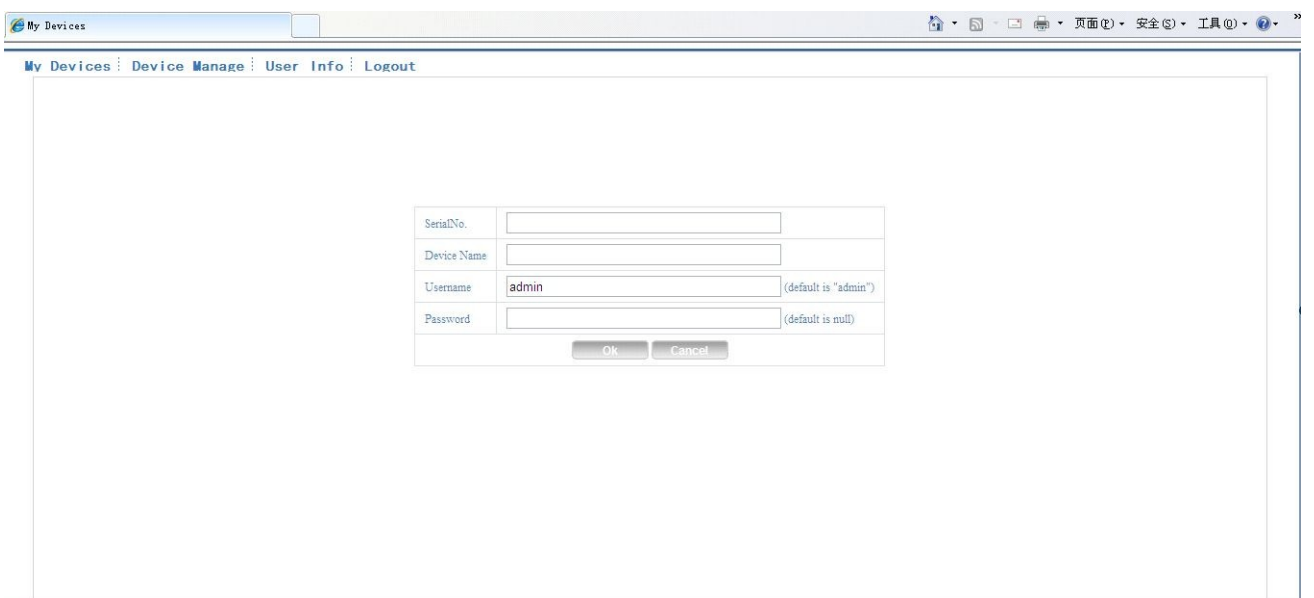 My Devices
页面(P) 安全(S) 工具(O) »
My Devices Device Manage User Info Logout
SerialNo.
Device Name
Username admin (default is "admin")
Password (default is null)
Ok Cancel